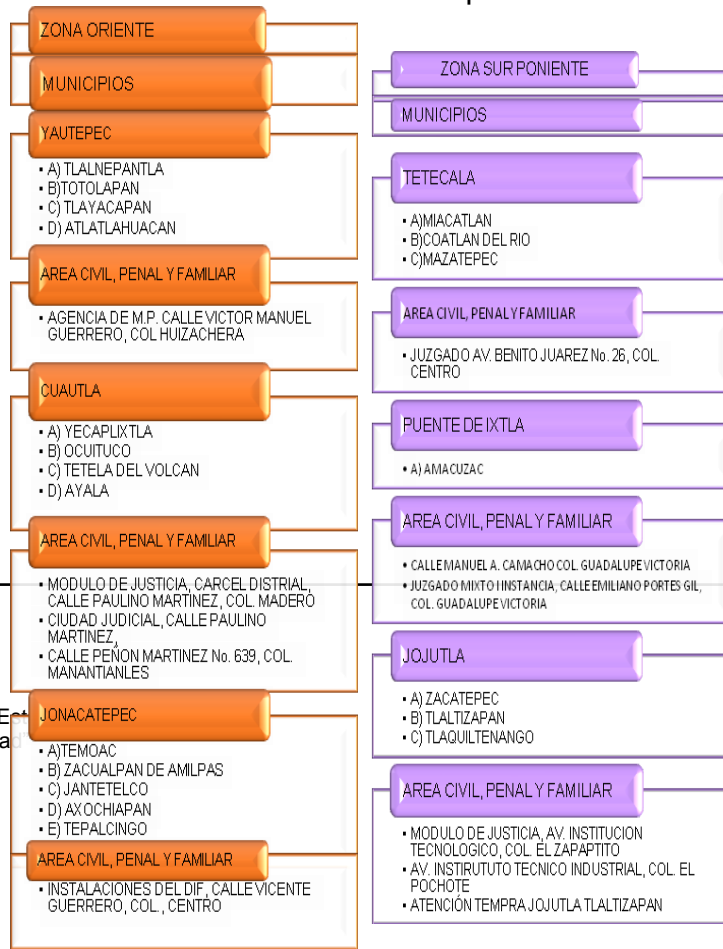 ZONA ORIENTE
MUNICIPIOS
YAUTEPEC
▪ A) TLALNEPANTLA
▪ B)TOTOLAPAN
▪ C) TLAYACAPAN
▪ D) ATLATLAHUACAN
AREA CIVIL, PENAL Y FAMILIAR
▪ AGENCIA DE M.P. CALLE VICTOR MANUEL
GUERRERO, COL HUIZACHERA
CUAUTLA
▪ A) YECAPLIXTLA
▪ B) OCUITUCO
▪ C) TETELA DEL VOLCAN
▪ D) AYALA
AREA CIVIL, PENAL Y FAMILIAR
▪ MODULO DE JUSTICIA, CARCEL DISTRIAL,
CALLE PAULINO MARTINEZ, COL. MADERO
▪ CIUDAD JUDICIAL, CALLE PAULINO
MARTINEZ,
▪ CALLE PEÑON MARTINEZ No. 639, COL.
MANANTIANLES
JONACATEPEC
▪ A)TEMOAC
▪ B) ZACUALPAN DE AMILPAS
▪ C) JANTETELCO
▪ D) AXOCHIAPAN
▪ E) TEPALCINGO
AREA CIVIL, PENAL Y FAMILIAR
▪ INSTALACIONES DEL DIF, CALLE VICENTE
GUERRERO, COL., CENTRO
ZONA SUR PONIENTE
MUNICIPIOS
TETECALA
▪ A)MIACATLAN
▪ B)COATLAN DEL RIO
▪ C)MAZATEPEC
AREA CIVIL, PENAL Y FAMILIAR
▪ JUZGADO AV. BENITO JUAREZ No. 26, COL.
CENTRO
PUENTE DE IXTLA
▪ A) AMACUZAC
AREA CIVIL, PENAL Y FAMILIAR
▪ CALLE MANUEL A. CAMACHO COL. GUADALUPE VICTORIA
▪ JUZGADO MIXTO I INSTANCIA, CALLE EMILIANO PORTES GIL,
COL. GUADALUPE VICTORIA
JOJUTLA
▪ A) ZACATEPEC
▪ B) TLALTIZAPAN
▪ C) TLAQUILTENANGO
AREA CIVIL, PENAL Y FAMILIAR
▪ MODULO DE JUSTICIA, AV. INSTITUCION
TECNOLOGICO, COL. EL ZAPAPTITO
▪ AV. INSTIRUTUTO TECNICO INDUSTRIAL, COL. EL
POCHOTE
▪ ATENCIÓN TEMPRA JOJUTLA TLALTIZAPAN